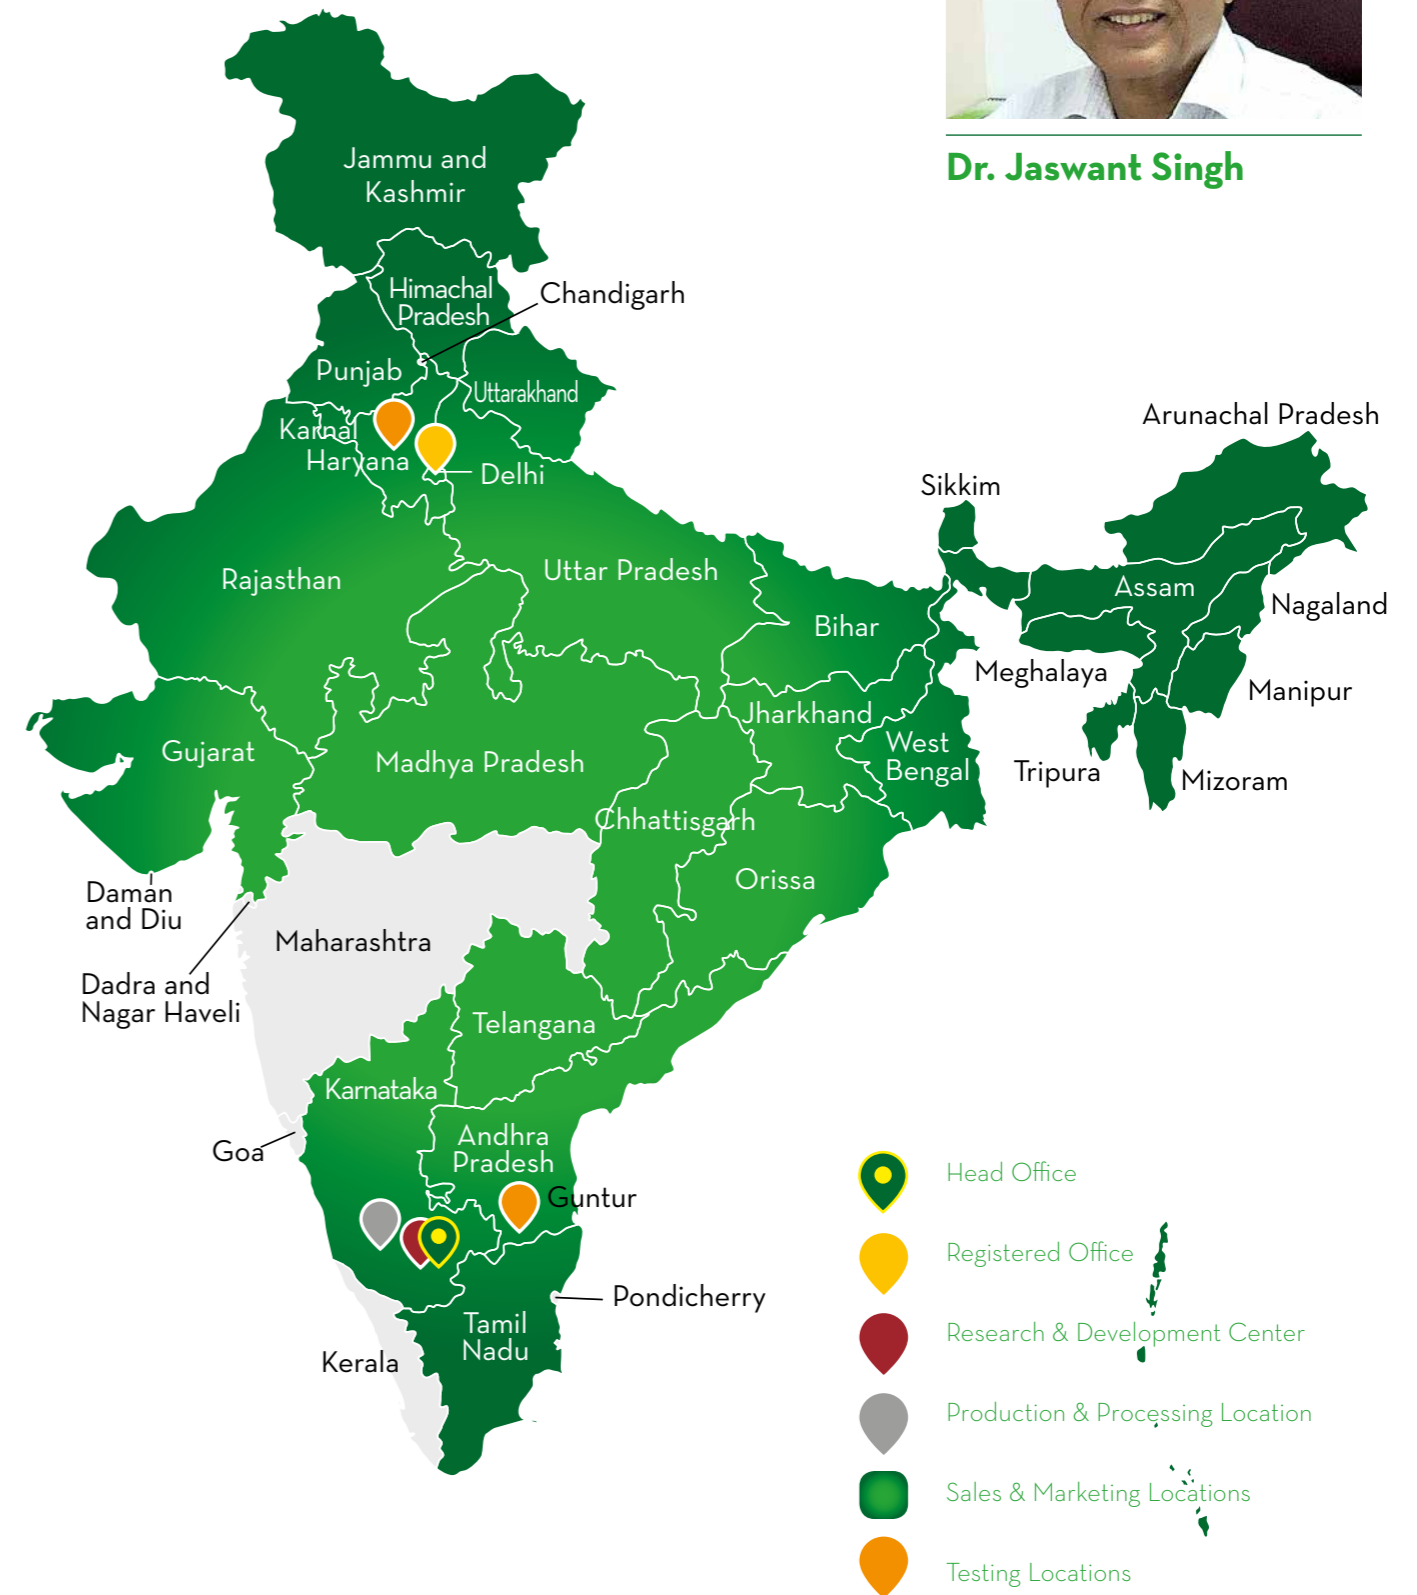 Dr. Jaswant Singh
Jammu and
Kashmir
Himachal
Pradesh
Chandigarh
Punjab
Uttarakhand
Karnal
Haryana
Delhi
Arunachal Pradesh
Sikkim
Rajasthan
Uttar Pradesh
Assam
Nagaland
Bihar
Meghalaya
Manipur
Jharkhand
Gujarat
Madhya Pradesh
West
Bengal
Tripura
Mizoram
Chhattisgarh
Orissa
Daman
and Diu
Maharashtra
Dadra and
Nagar Haveli
Telangana
Karnataka
Goa
Andhra
Pradesh
Guntur
Pondicherry
Tamil
Nadu
Kerala
Head Office
Registered Office
Research & Development Center
Production & Processing Location
Sales & Marketing Locations
Testing Locations